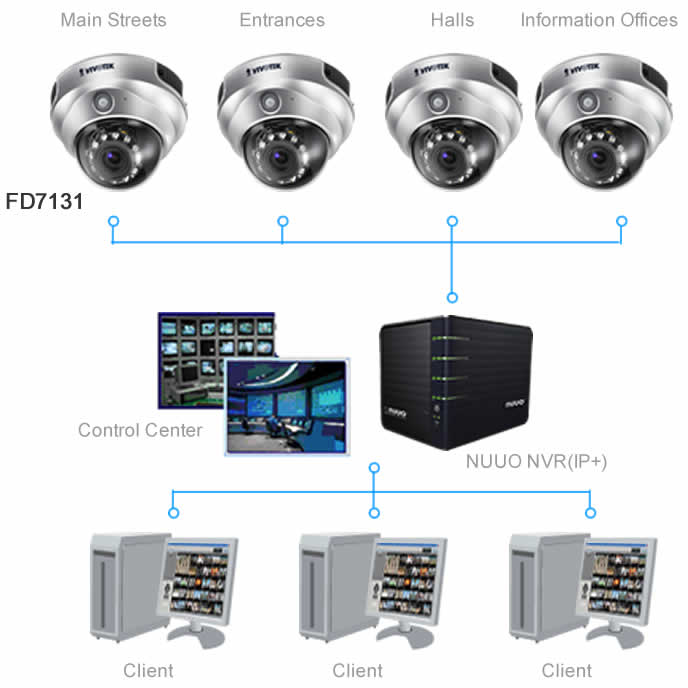 Main Streets
Entrances
Halls
Information Offices
VIVOTEK
VIVOTEK
VIVOTEK
VIVOTEK
FD7131
Control Center
NUUO
NUUO
NUUO NVR(IP+)
Client
Client
Client